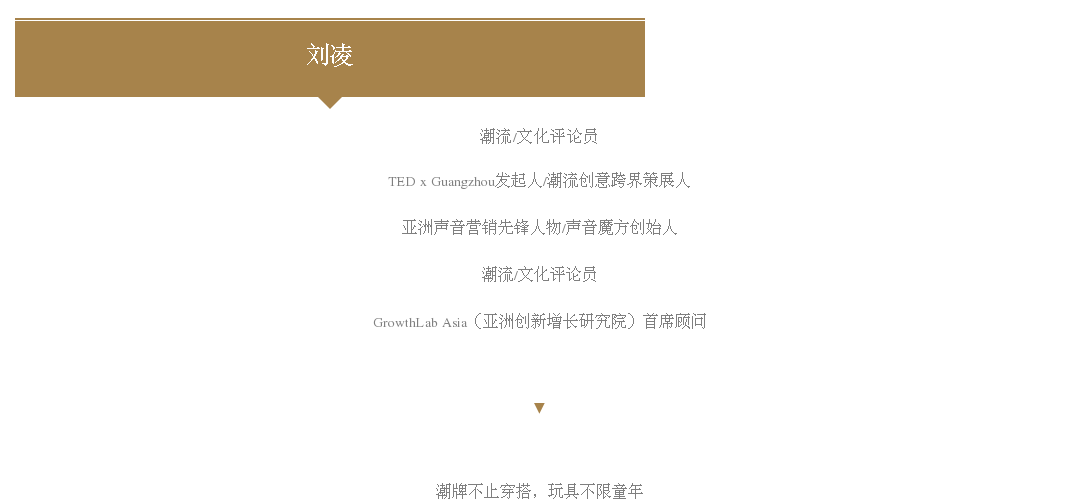 刘凌
潮流/文化评论员
TED x Guangzhou发起人/潮流创意跨界策展人
亚洲声音营销先锋人物/声音魔方创始人
潮流/文化评论员
GrowthLab Asia（亚洲创新增长研究院）首席顾问
潮牌不止穿搭，玩具不限童年